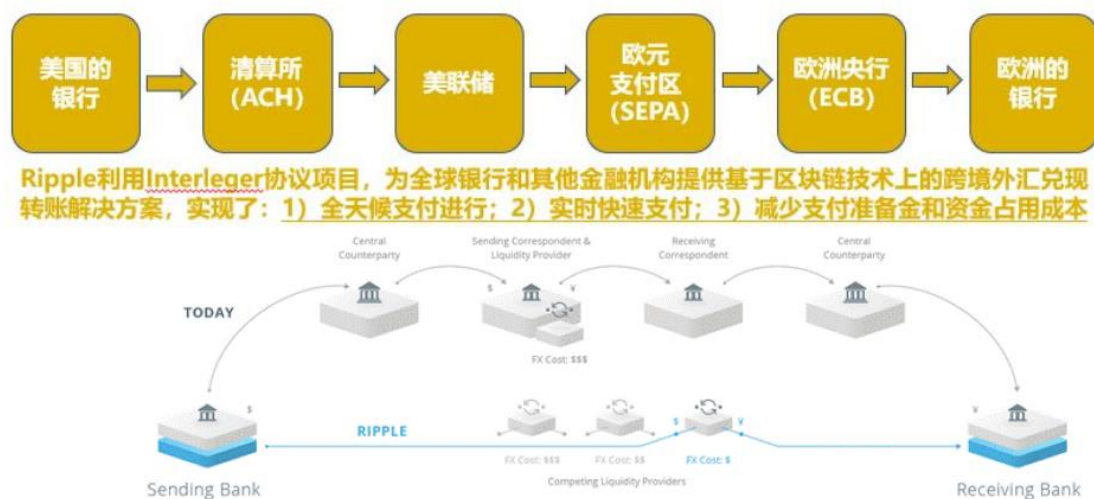 美国的
银行
清算所
(ACH)
美联储
欧元
支付区
(SEPA)
欧洲央行
(ECB)
欧洲的
银行
Ripple利用Interleger协议项目，为全球银行和其他金融机构提供基于区块链技术上的跨境外汇兑现
转账解决方案，实现了：1）全天候支付进行；2）实时快速支付；3）减少支付准备金和资金占用成本
Central
Counterparty
Sending Correspondent &
Liquidity Provider
Receiving
Correspondent
Central
Counterparty
TODAY
$
¥
FX Cost: $$$
$
¥
RIPPLE
$
¥
FX Cost: $$$
FX Cost: $$
FX Cost: $
Competing Liquidity Providers
Sending Bank
Receiving Bank